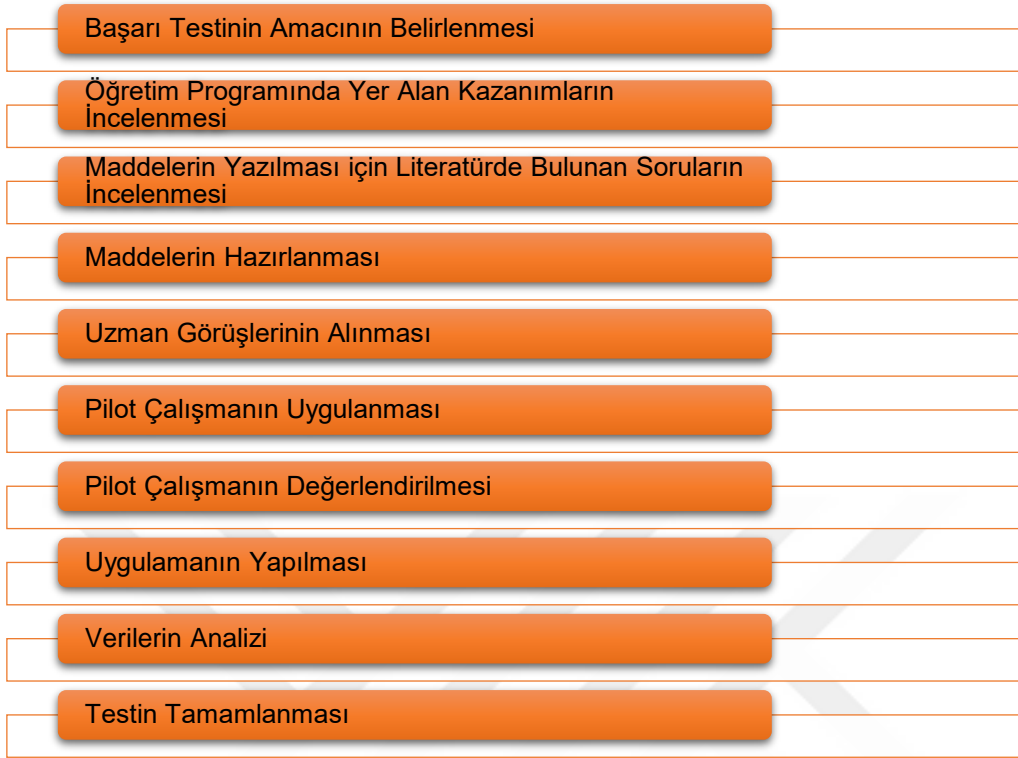 Başarı Testinin Amacının Belirlenmesi
Öğretim Programında Yer Alan Kazanımların
İncelenmesi
Maddelerin Yazılması için Literatürde Bulunan Soruların
İncelenmesi
Maddelerin Hazırlanması
Uzman Görüşlerinin Alınması
Pilot Çalışmanın Uygulanması
Pilot Çalışmanın Değerlendirilmesi
Uygulamanın Yapılması
Verilerin Analizi
Testin Tamamlanması